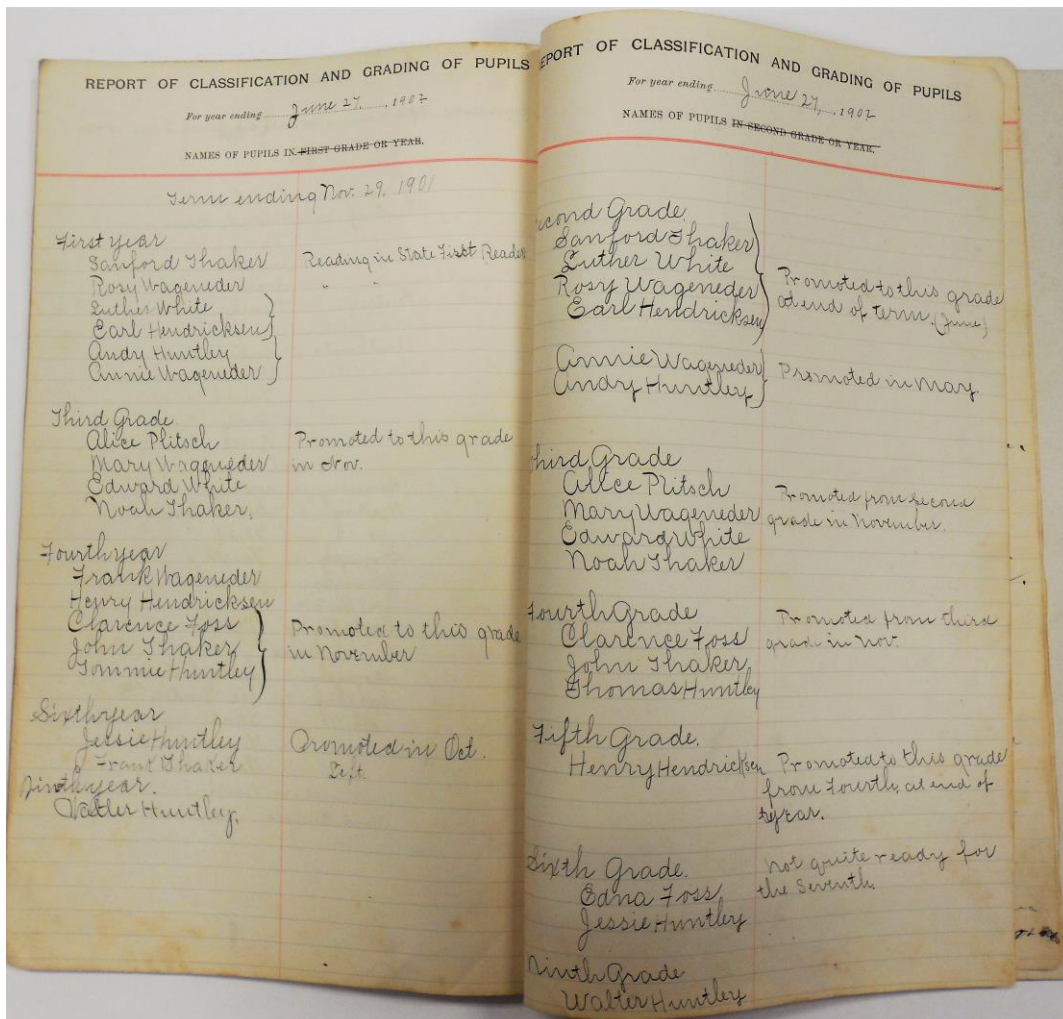 REPORT OF CLASSIFICATION AND GRADING OF PUPILS
For year ending June 27, 1902
NAMES OF PUPILS IN FIRST GRADE OR YEAR.
Term ending Nov. 29, 1901
First year
Sanford Thaker Reading in State First Reader
Rosy Wageneder " "
Luther White
Earl Hendricksen
Andy Huntley
Annie Wageneder
Third Grade
Alice Plitsch Promoted to this grade
Mary Wageneder in Nov.
Edward White
Noah Thaker.
Fourth year
Frank Wageneder
Henry Hendricksen
Clarence Foss
John Thaker Promoted to this grade
Tommie Huntley in November
Sixth year
Jessie Huntley Promoted in Oct.
Frank Thaker Left
Ninth year.
Walter Huntley.
EPORT OF CLASSIFICATION AND GRADING OF PUPILS
For year ending June 27, 1902
NAMES OF PUPILS IN SECOND GRADE OR YEAR.
econd Grade.
Sanford Thaker
Luther White
Rosy Wageneder Promoted to this grade
Earl Hendricksen at end of term. (June)
Annie Wageneder
Andy Huntley Promoted in May.
Third Grade
Alice Plitsch Promoted from second
Mary Wageneder grade in November.
Edward White
Noah Thaker
Fourth Grade Promoted from third
Clarence Foss grade in Nov.
John Thaker
Thomas Huntley
Fifth Grade.
Henry Hendricksen Promoted to this grade
from Fourth, at end of
year.
Sixth Grade. Not quite ready for
Edna Foss the Seventh.
Jessie Huntley
Ninth Grade
Walter Huntley